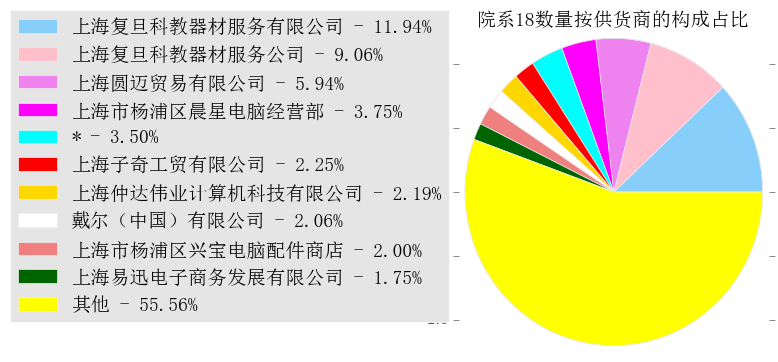 院系18数量按供货商的构成占比
上海复旦科教器材服务有限公司 - 11.94%
上海复旦科教器材服务公司 - 9.06%
上海圆迈贸易有限公司 - 5.94%
上海市杨浦区晨星电脑经营部 - 3.75%
* - 3.50%
上海子奇工贸有限公司 - 2.25%
上海仲达伟业计算机科技有限公司 - 2.19%
戴尔（中国）有限公司 - 2.06%
上海市杨浦区兴宝电脑配件商店 - 2.00%
上海易迅电子商务发展有限公司 - 1.75%
其他 - 55.56%